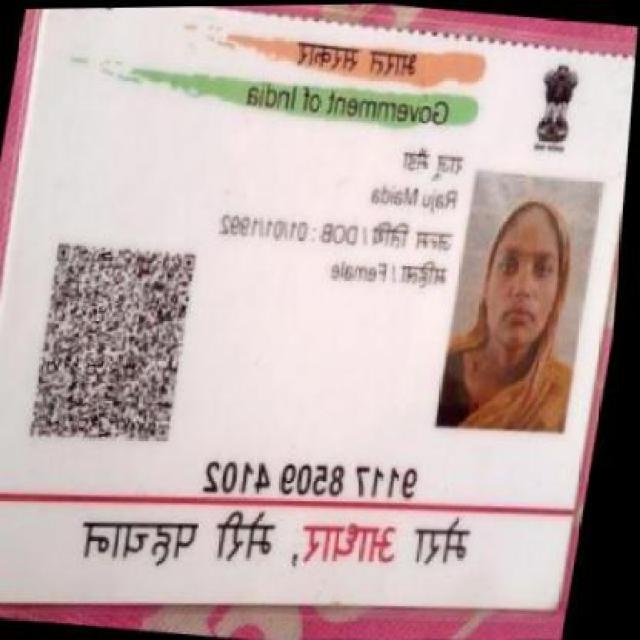 भारत सरकार
Government of India
राजू मैडा
Raju Maida
जन्म तिथि / DOB : 01/01/1992
महिला / Female
9117 8509 4102
मेरा आधार, मेरी पहचान